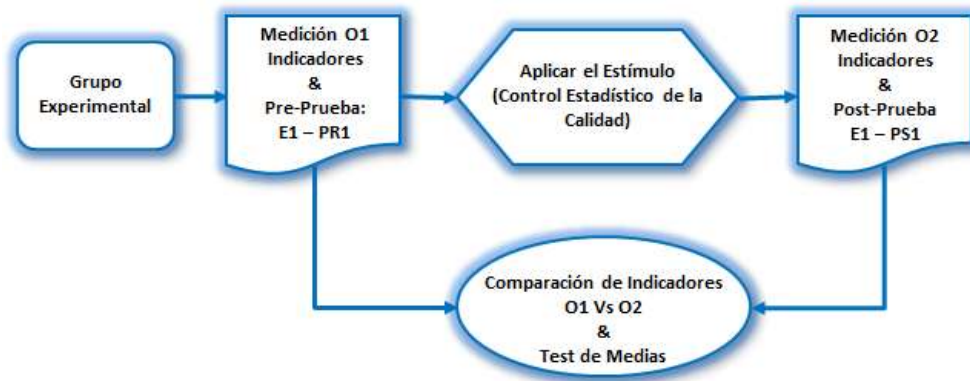 Grupo
Experimental
Medición O1
Indicadores
&
Pre-Prueba:
E1 – PR1
Aplicar el Estímulo
(Control Estadístico de la
Calidad)
Medición O2
Indicadores
&
Post-Prueba
E1 – PS1
Comparación de Indicadores
O1 Vs O2
&
Test de Medias